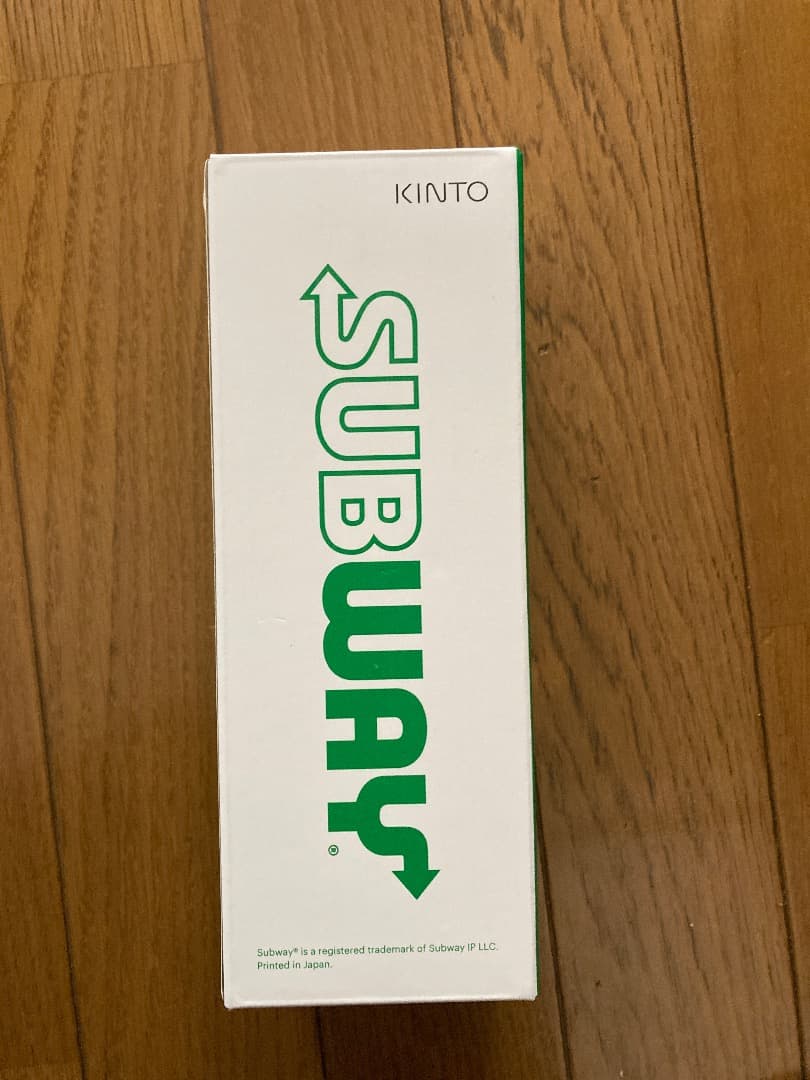 KINTO
SUBWAY®
Subway® is a registered trademark of Subway IP LLC.
Printed in Japan.